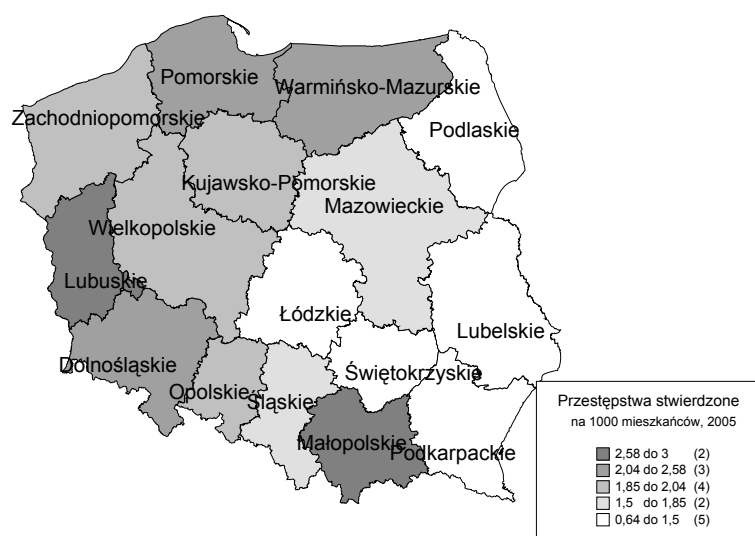 Pomorskie
Warmińsko-Mazurskie
Zachodniopomorskie
Podlaskie
Kujawsko-Pomorskie
Mazowieckie
Wielkopolskie
Lubuskie
Łódzkie
Lubelskie
Dolnośląskie
Świętokrzyskie
Opolskie
Śląskie
Małopolskie
Podkarpackie
Przestępstwa stwierdzone
na 1000 mieszkańców, 2005
2,58 do 3 (2)
2,04 do 2,58 (3)
1,85 do 2,04 (4)
1,5 do 1,85 (2)
0,64 do 1,5 (5)